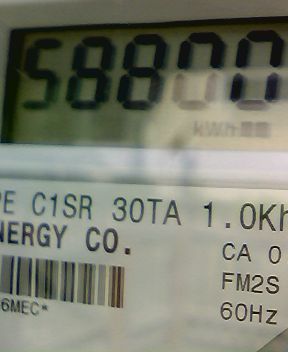 58800
kWh
PE C1SR 30TA 1.0Kh
NERGY CO.
CA 0
FM2S
6MEC*
60Hz